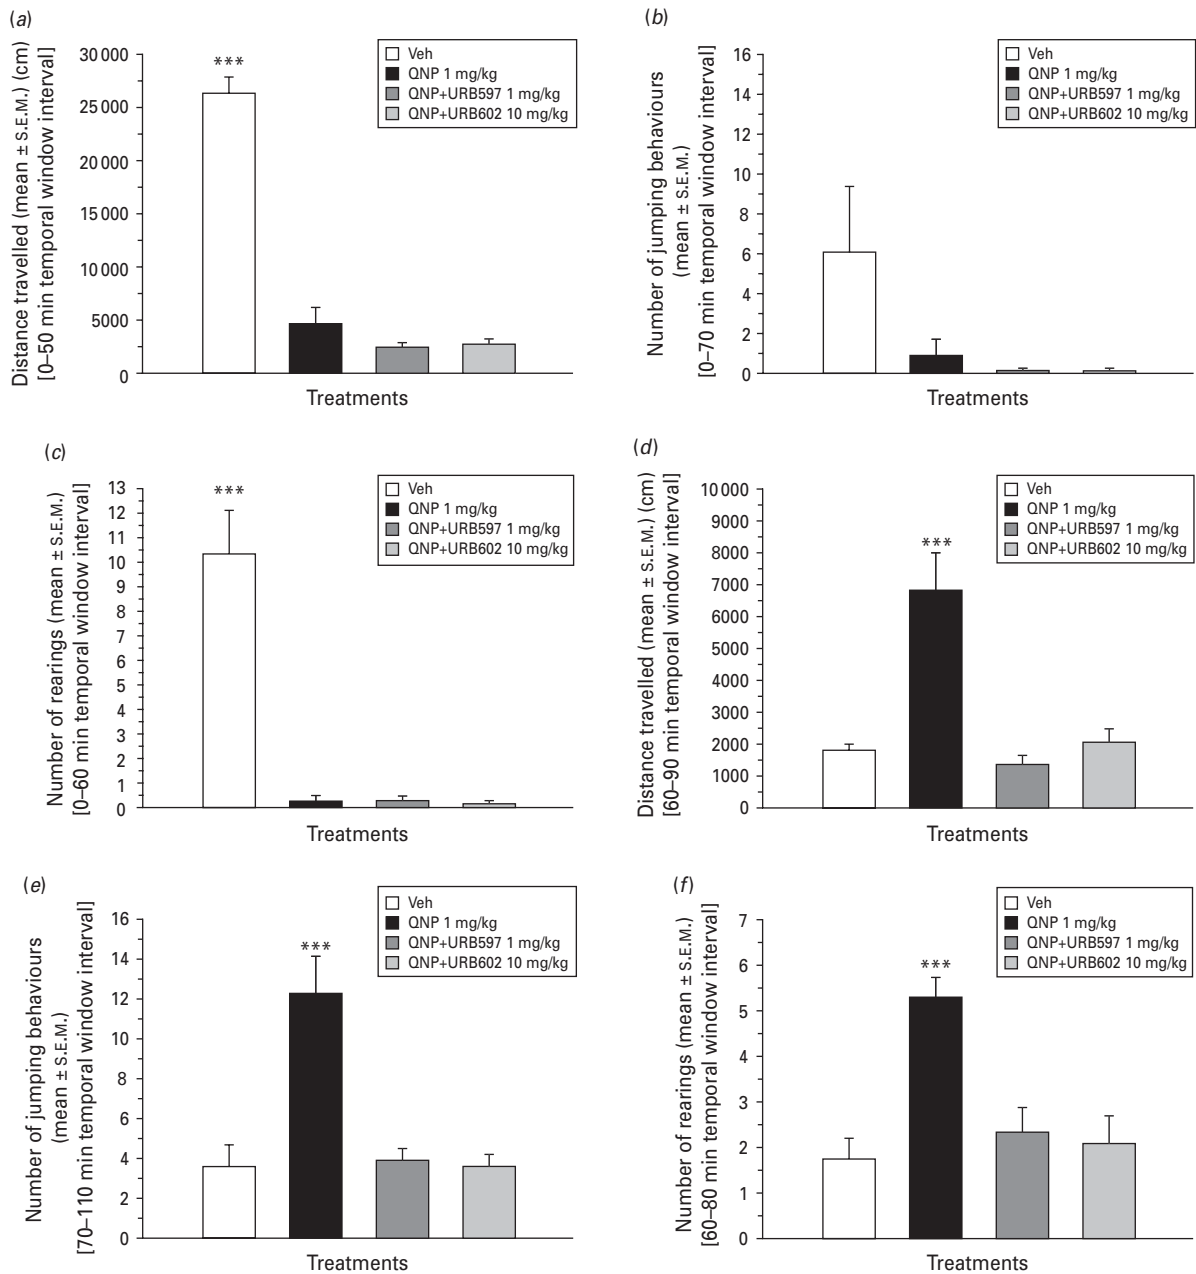 (a)
Distance travelled (mean ± S.E.M.) (cm)
[0–50 min temporal window interval]
30 000
25 000
20 000
15 000
10 000
5000
0
***
Veh
QNP 1 mg/kg
QNP+URB597 1 mg/kg
QNP+URB602 10 mg/kg
Treatments
(b)
Number of jumping behaviours
(mean ± S.E.M.)
[0–70 min temporal window interval]
16
14
12
10
8
6
4
2
0
Veh
QNP 1 mg/kg
QNP+URB597 1 mg/kg
QNP+URB602 10 mg/kg
Treatments
(c)
Number of rearings (mean ± S.E.M.)
[0–60 min temporal window interval]
13
12
11
10
9
8
7
6
5
4
3
2
1
0
***
Veh
QNP 1 mg/kg
QNP+URB597 1 mg/kg
QNP+URB602 10 mg/kg
Treatments
(d)
Distance travelled (mean ± S.E.M.) (cm)
[60–90 min temporal window interval]
10 000
9000
8000
7000
6000
5000
4000
3000
2000
1000
0
***
Veh
QNP 1 mg/kg
QNP+URB597 1 mg/kg
QNP+URB602 10 mg/kg
Treatments
(e)
Number of jumping behaviours
(mean ± S.E.M.)
[70–110 min temporal window interval]
16
14
12
10
8
6
4
2
0
***
Veh
QNP 1 mg/kg
QNP+URB597 1 mg/kg
QNP+URB602 10 mg/kg
Treatments
(f)
Number of rearings (mean ± S.E.M.)
[60–80 min temporal window interval]
7
6
5
4
3
2
1
0
***
Veh
QNP 1 mg/kg
QNP+URB597 1 mg/kg
QNP+URB602 10 mg/kg
Treatments